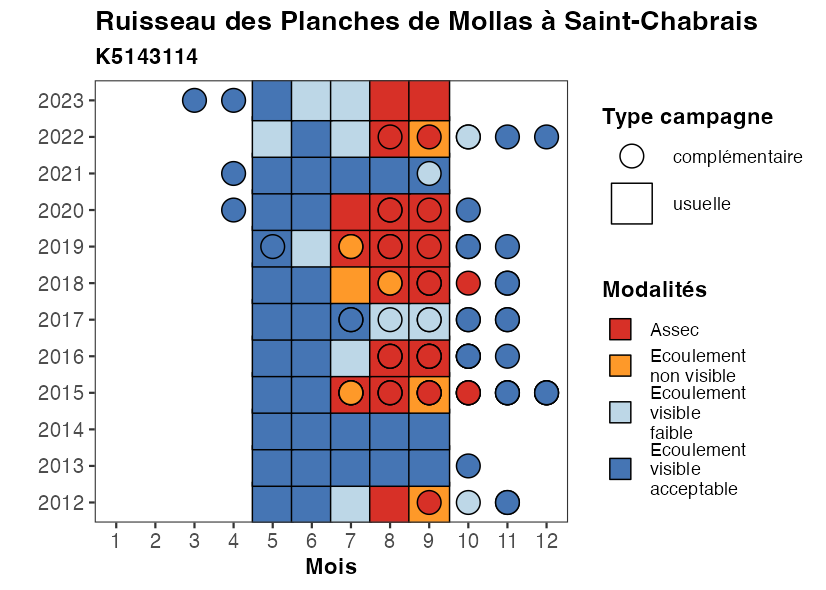 Ruisseau des Planches de Mollas à Saint-Chabrais
K5143114
2023
2022
2021
2020
2019
2018
2017
2016
2015
2014
2013
2012
1 2 3 4 5 6 7 8 9 10 11 12
Mois
Type campagne
complémentaire
usuelle
Modalités
Assec
Ecoulement
non visible
Ecoulement
visible
faible
Ecoulement
visible
acceptable